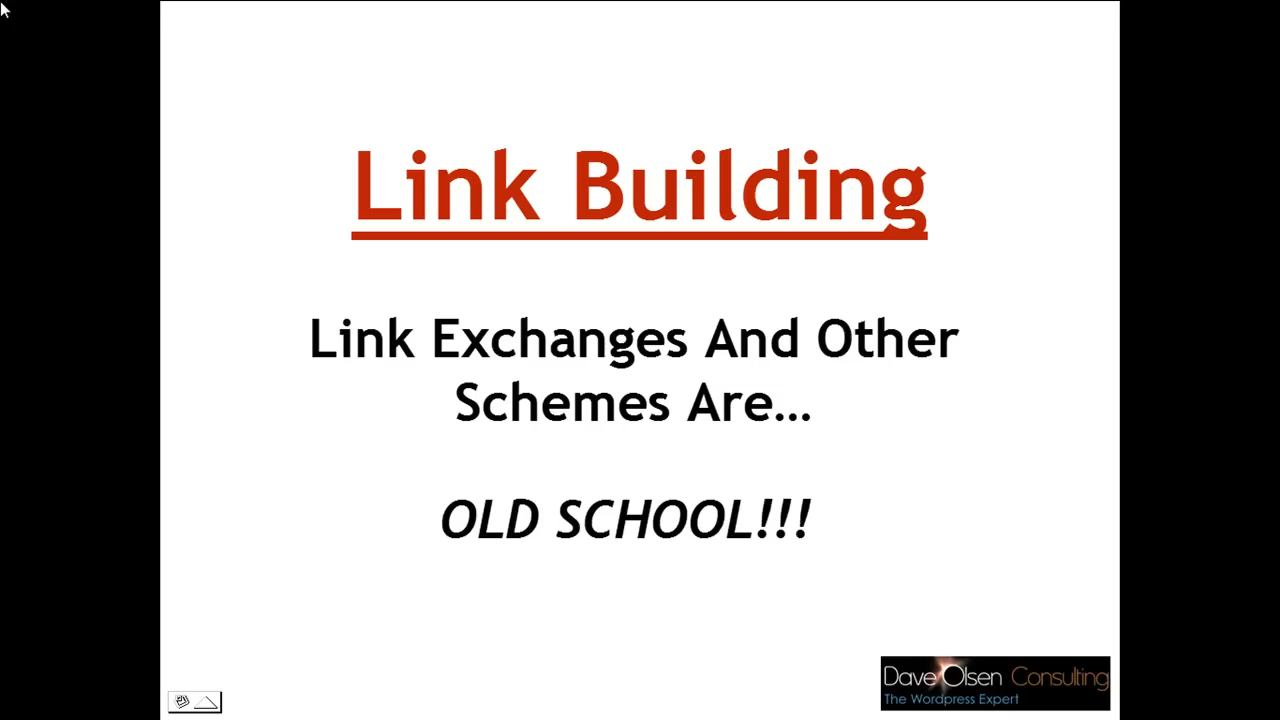 Link Building
Link Exchanges And Other
Schemes Are...
OLD SCHOOL!!!
Dave Olsen Consulting
The Wordpress Expert